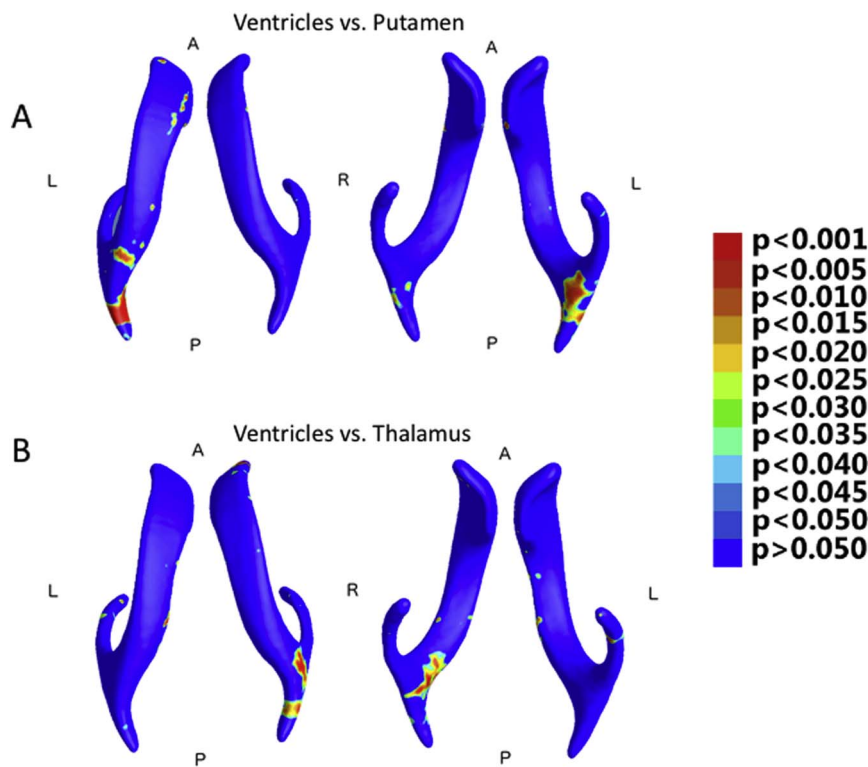 Ventricles vs. Putamen
A
A
A
L
R
L
P
P
p<0.001
p<0.005
p<0.010
p<0.015
p<0.020
p<0.025
p<0.030
p<0.035
p<0.040
p<0.045
p<0.050
p>0.050
Ventricles vs. Thalamus
B
A
A
L
R
L
P
P